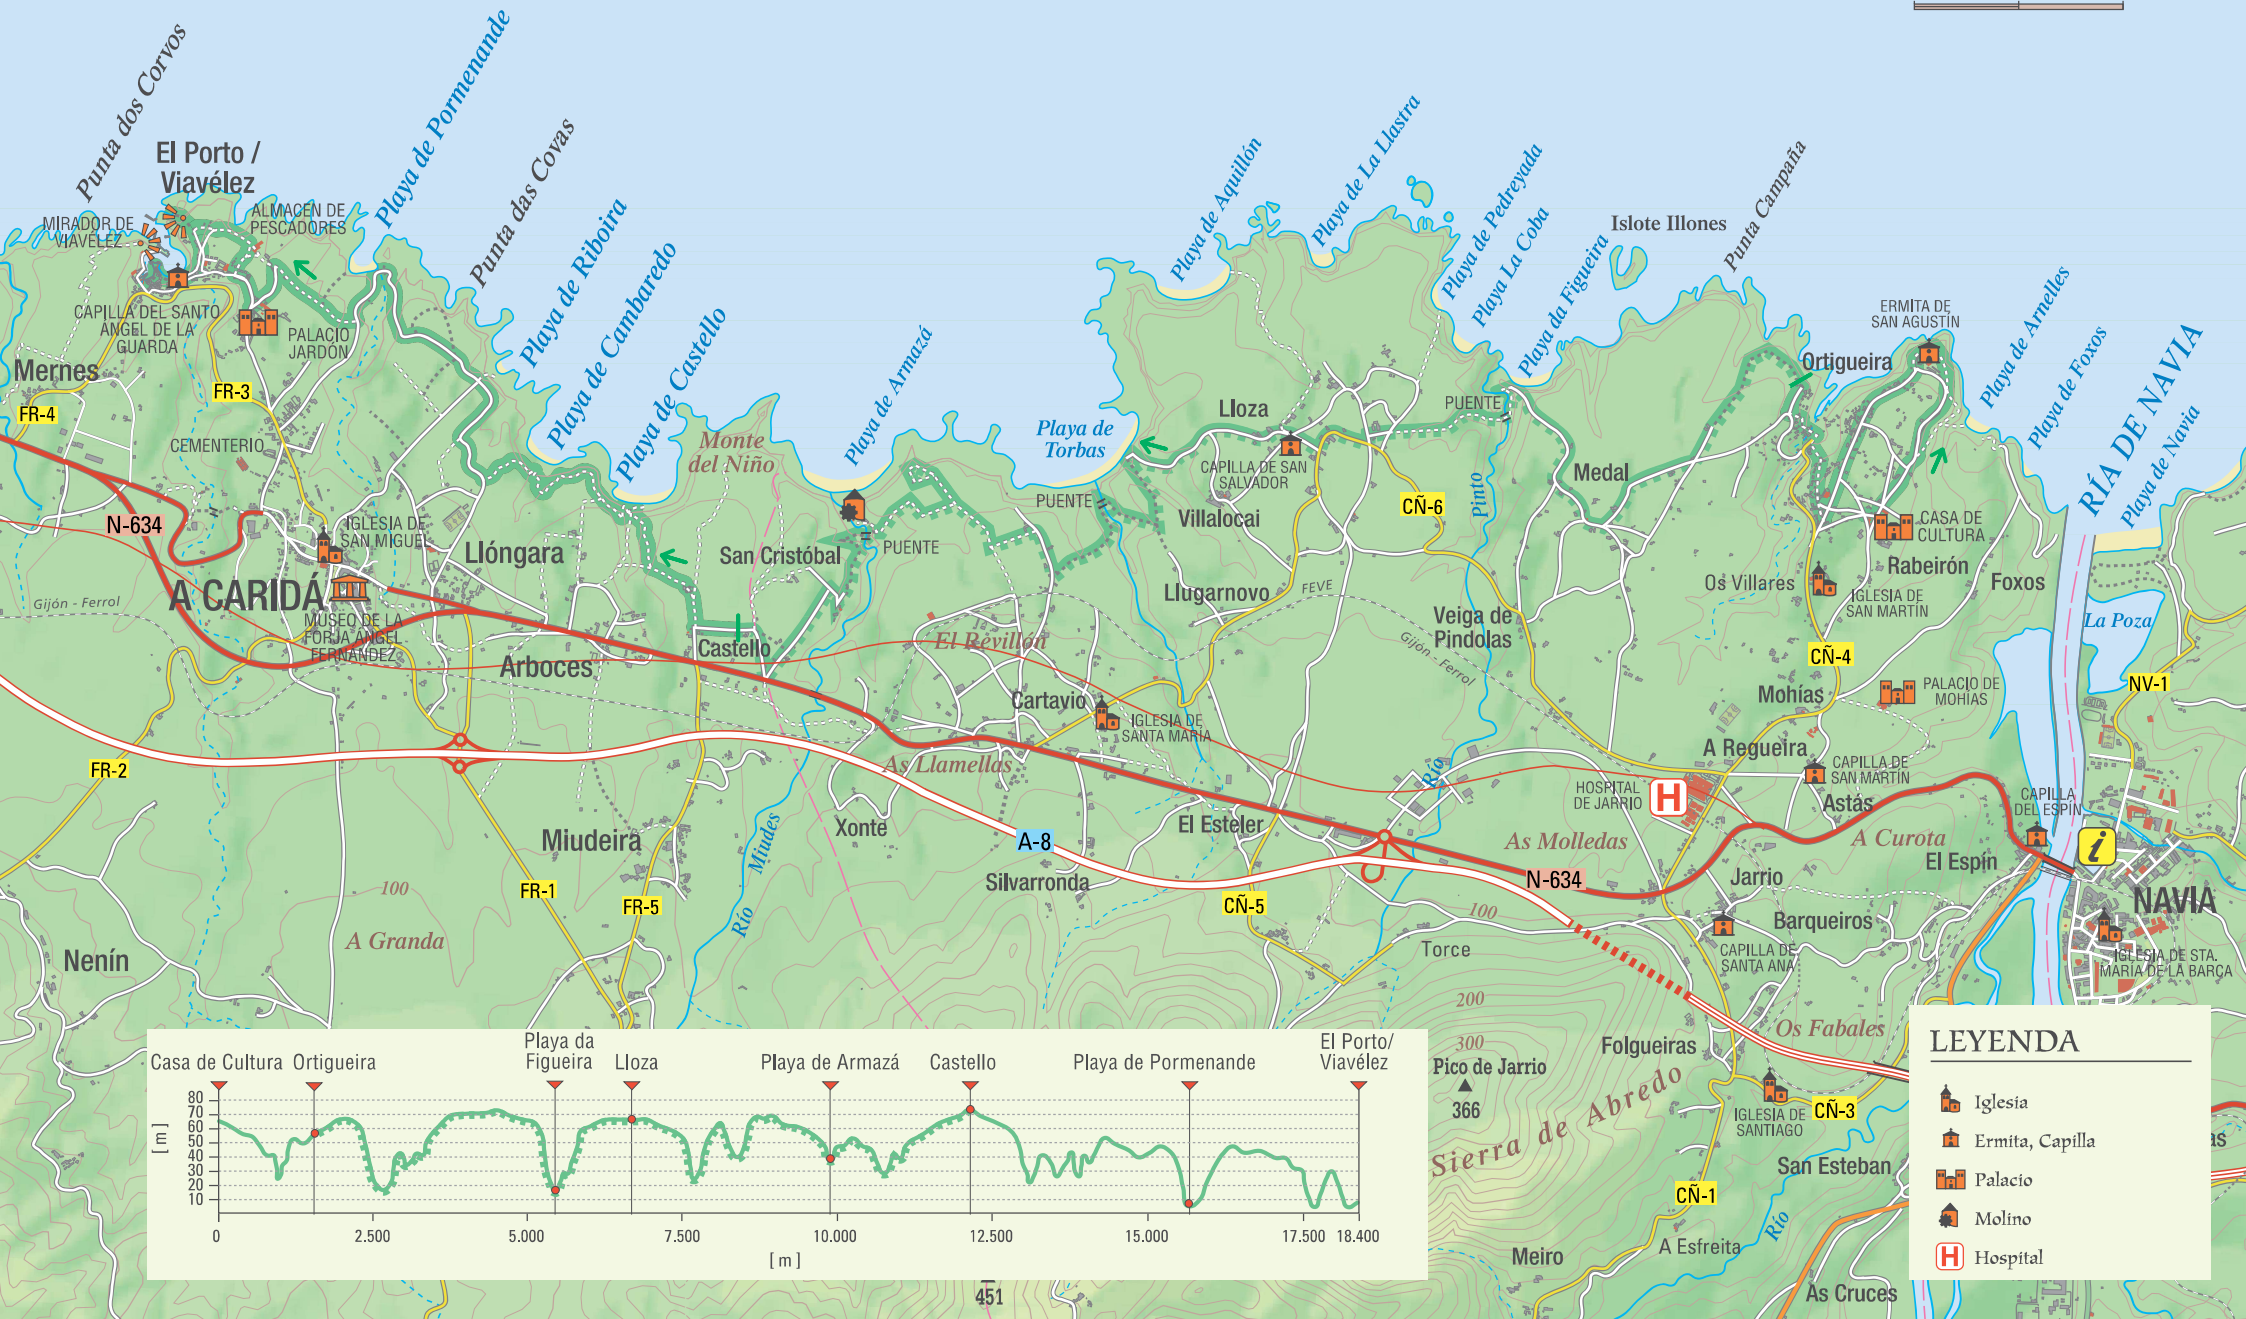 Punta dos Corvos
El Porto /
Viavélez
MIRADOR DE
VIAVÉLEZ
ALMACÉN DE
PESCADORES
Playa de Pormenande
Punta das Covas
Playa de Riboira
Playa de Cambaredo
Playa de Castello
Playa de Armazá
Playa de Aquillón
Playa de La Llastra
Playa de Pedreyada
Playa La Coba
Playa da Figueira
Islote Illones
Punta Campaña
ERMITA DE
SAN AGUSTÍN
Playa de Arnelles
Playa de Foxos
RÍA DE NAVIA
Playa de Navia
CAPILLA DEL SANTO
ÁNGEL DE LA
GUARDA
PALACIO
JARDÓN
Mernes
FR-4
FR-3
CEMENTERIO
N-634
IGLESIA DE
SAN MIGUEL
Llóngara
A CARIDÁ
MUSEO DE LA
FORJA ÁNGEL
FERNÁNDEZ
Gijón - Ferrol
Arboces
Monte
del Niño
San Cristóbal
PUENTE
Castello
Playa de
Torbas
PUENTE
Lloza
CAPILLA DE SAN
SALVADOR
Villalocai
Llugarnovo
FEVE
CÑ-6
PUENTE
Pinto
Medal
Ortigueira
CASA DE
CULTURA
Rabeirón
Os Villares
IGLESIA DE
SAN MARTÍN
Foxos
La Poza
Veiga de
Pindolas
Gijón - Ferrol
CÑ-4
NV-1
El Revillón
Cartavio
IGLESIA DE
SANTA MARÍA
As Llamellas
Mohías
PALACIO DE
MOHÍAS
A Regueira
CAPILLA DE
SAN MARTÍN
HOSPITAL
DE JARRIO
H
Astás
CAPILLA
DEL ESPÍN
i
FR-2
Miudeira
Río
Miudes
Xonte
A-8
El Esteler
Río
As Molledas
A Curota
El Espín
NAVIA
100
A Granda
FR-1
FR-5
Silvarronda
CÑ-5
N-634
100
Jarrio
Barqueiros
Nenín
Torce
CAPILLA DE
SANTA ANA
IGLESIA DE STA.
MARÍA DE LA BARCA
200
300
Os Fabales
Folgueiras
Pico de Jarrio
366
Sierra de Abredo
IGLESIA DE
SANTIAGO
CÑ-3
San Esteban
CÑ-1
Río
A Esfreita
Meiro
As Cruces
451
as
Casa de Cultura
Ortigueira
Playa da
Figueira
Lloza
Playa de Armazá
Castello
Playa de Pormenande
El Porto/
Viavélez
[ m ]
80
70
60
50
40
30
20
10
0
2.500
5.000
7.500
10.000
12.500
15.000
17.500
18.400
[ m ]
LEYENDA
Iglesia
Ermita, Capilla
Palacio
Molino
H
Hospital